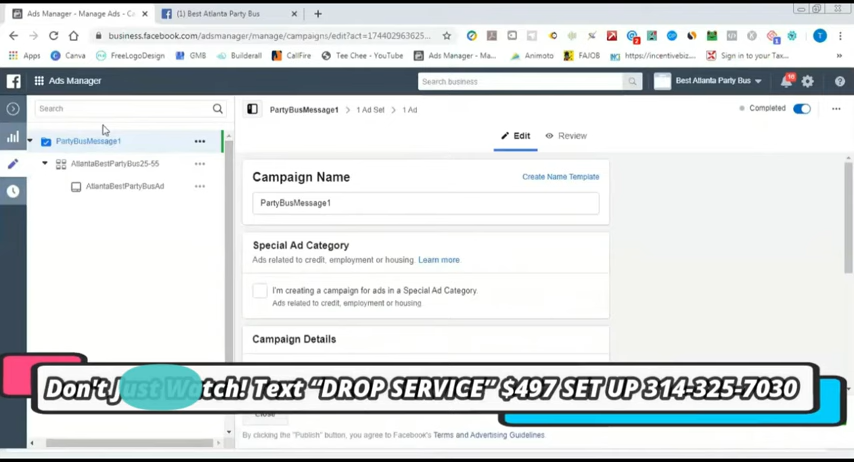 Ads Manager - Manage Ads - Ca
(1) Best Atlanta Party Bus
business.facebook.com/adsmanager/manage/campaigns/edit?act=174402963625...
Apps
Canva
FreeLogoDesign
GMB
Builderall
CallFire
Tee Chee - YouTube
Ads Manager - Ma...
Animoto
FAJOB
https://incentivebiz...
Sign in to your Tax...
Ads Manager
Search business
Best Atlanta Party Bus
Search
PartyBusMessage1 > 1 Ad Set > 1 Ad
Completed
Edit
Review
PartyBusMessage1
AtlantaBestPartyBus25-55
AtlantaBestPartyBusAd
Campaign Name
Create Name Template
PartyBusMessage1
Special Ad Category
Ads related to credit, employment or housing. Learn more
I'm creating a campaign for ads in a Special Ad Category.
Ads related to credit, employment or housing
Campaign Details
Don't Just Watch! Text “DROP SERVICE” $497 SET UP 314-325-7030
Close
By clicking the "Publish" button, you agree to Facebook's Terms and Advertising Guidelines.